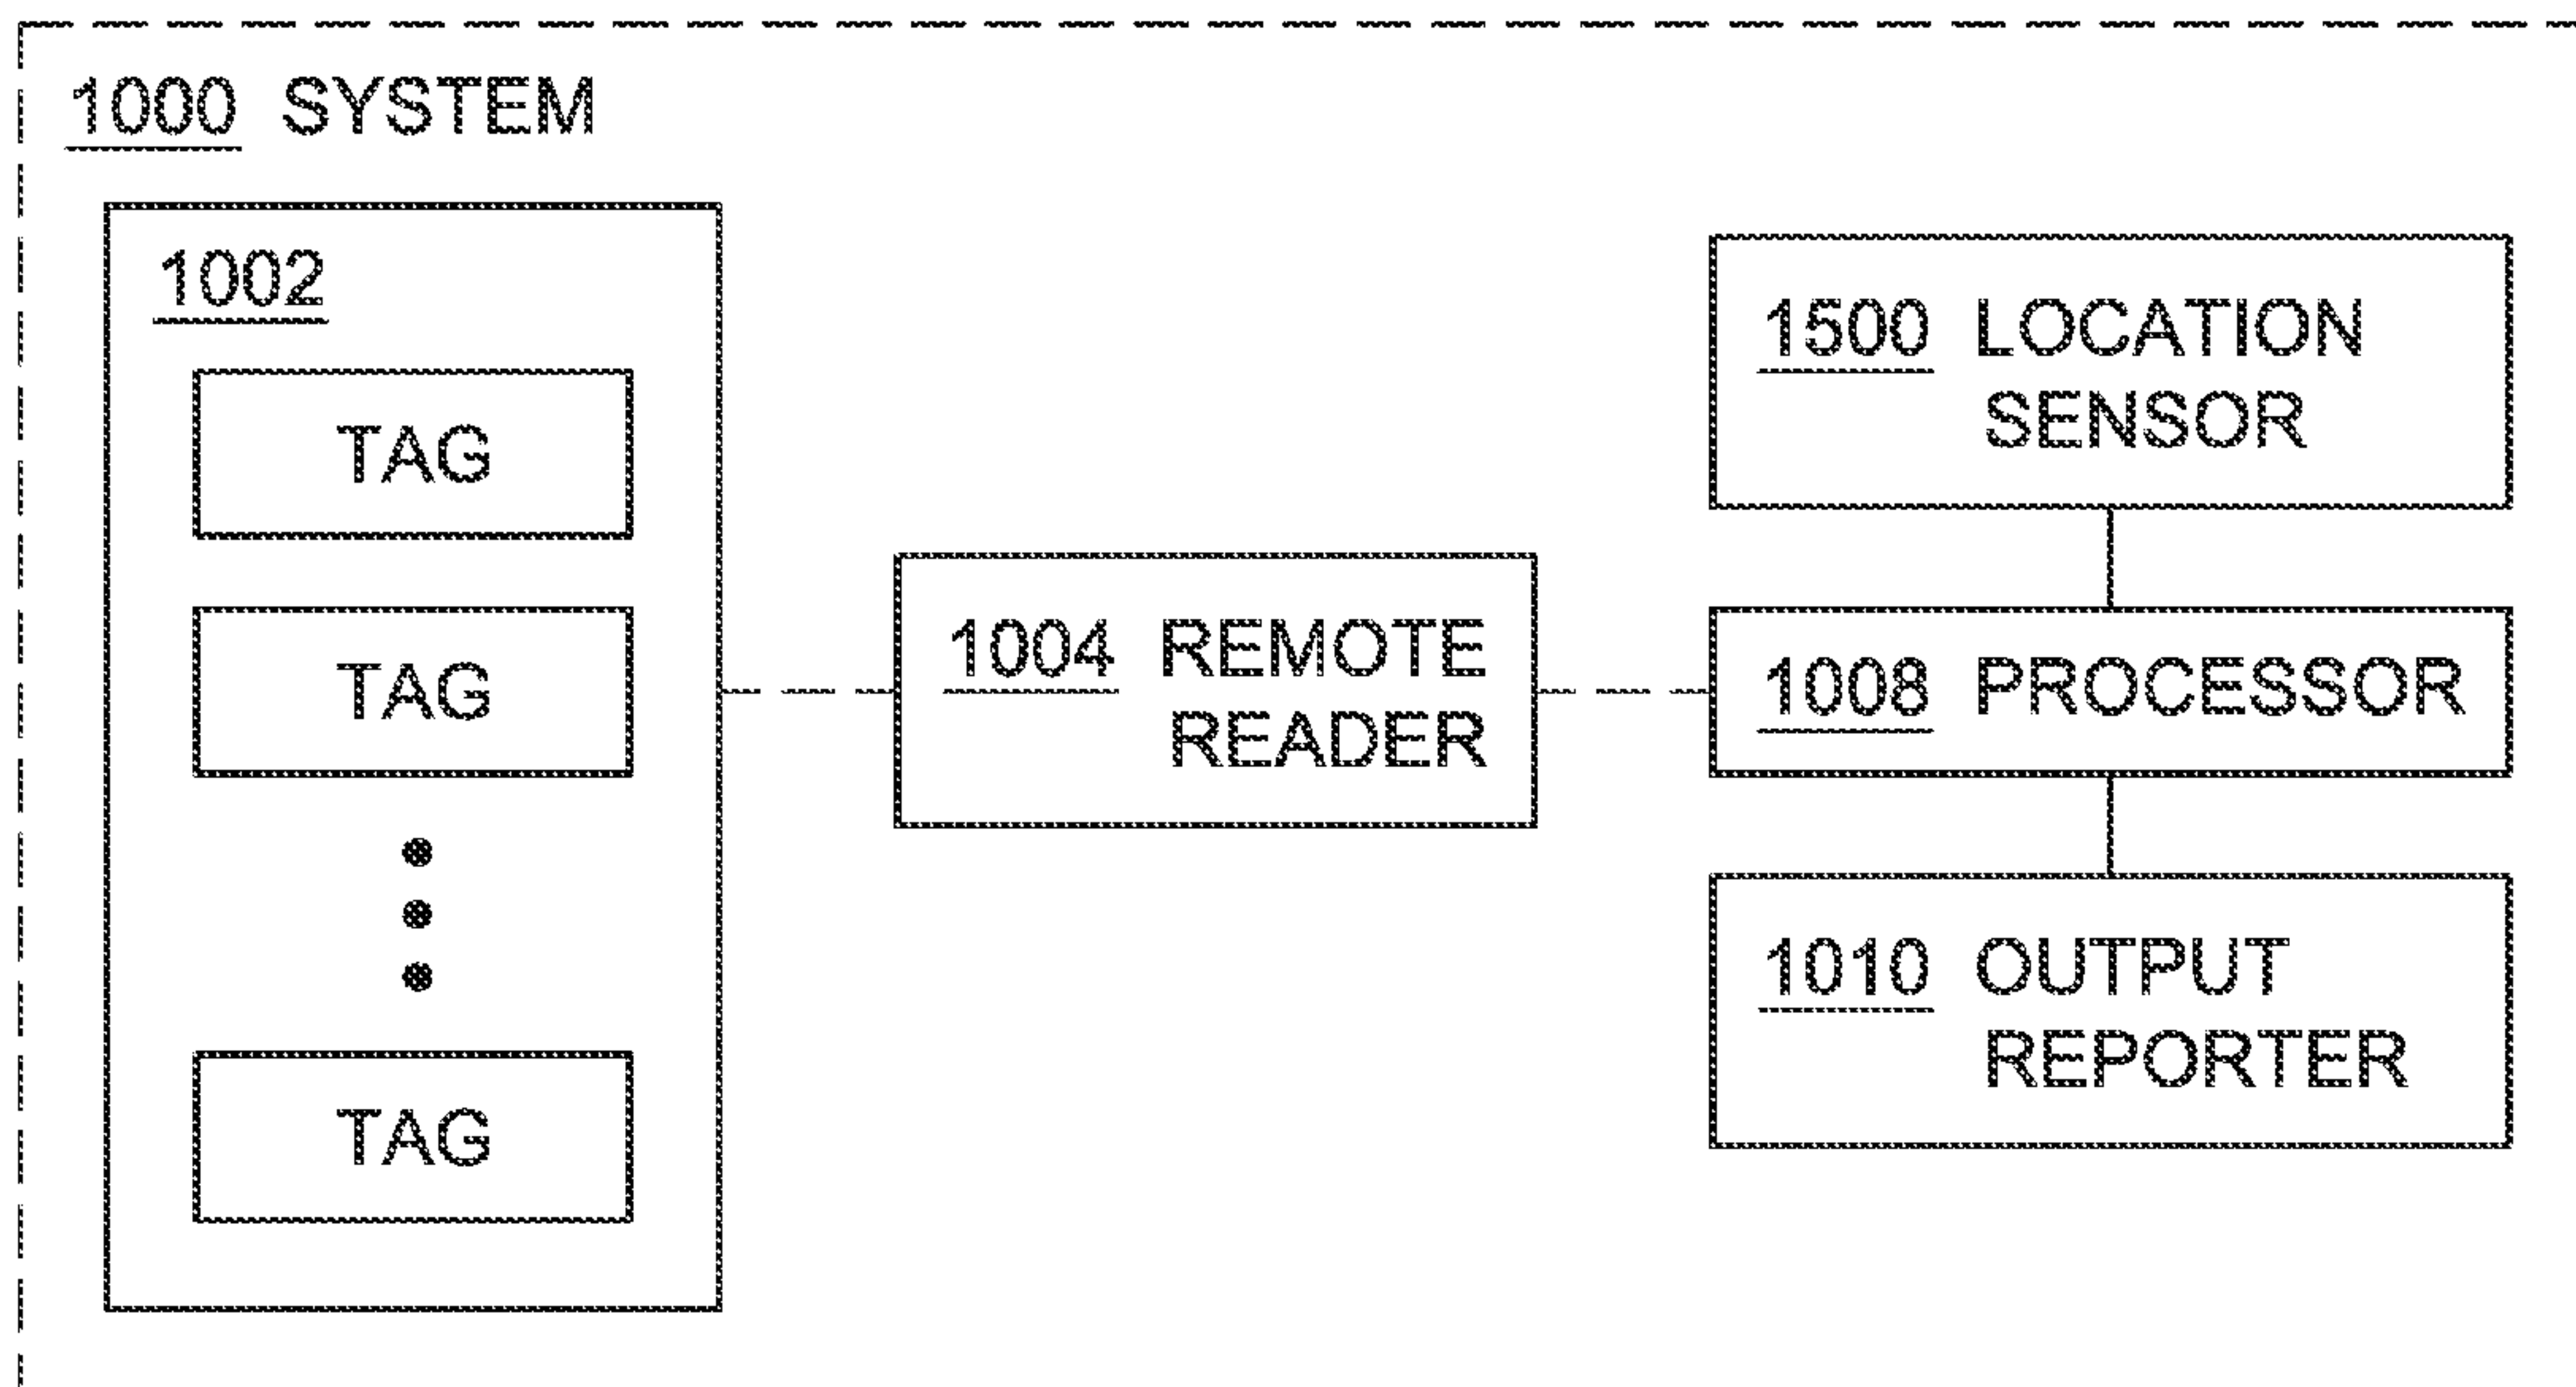 1000 SYSTEM
1002
TAG
TAG
TAG
1004 REMOTE
READER
1500 LOCATION
SENSOR
1008 PROCESSOR
1010 OUTPUT
REPORTER